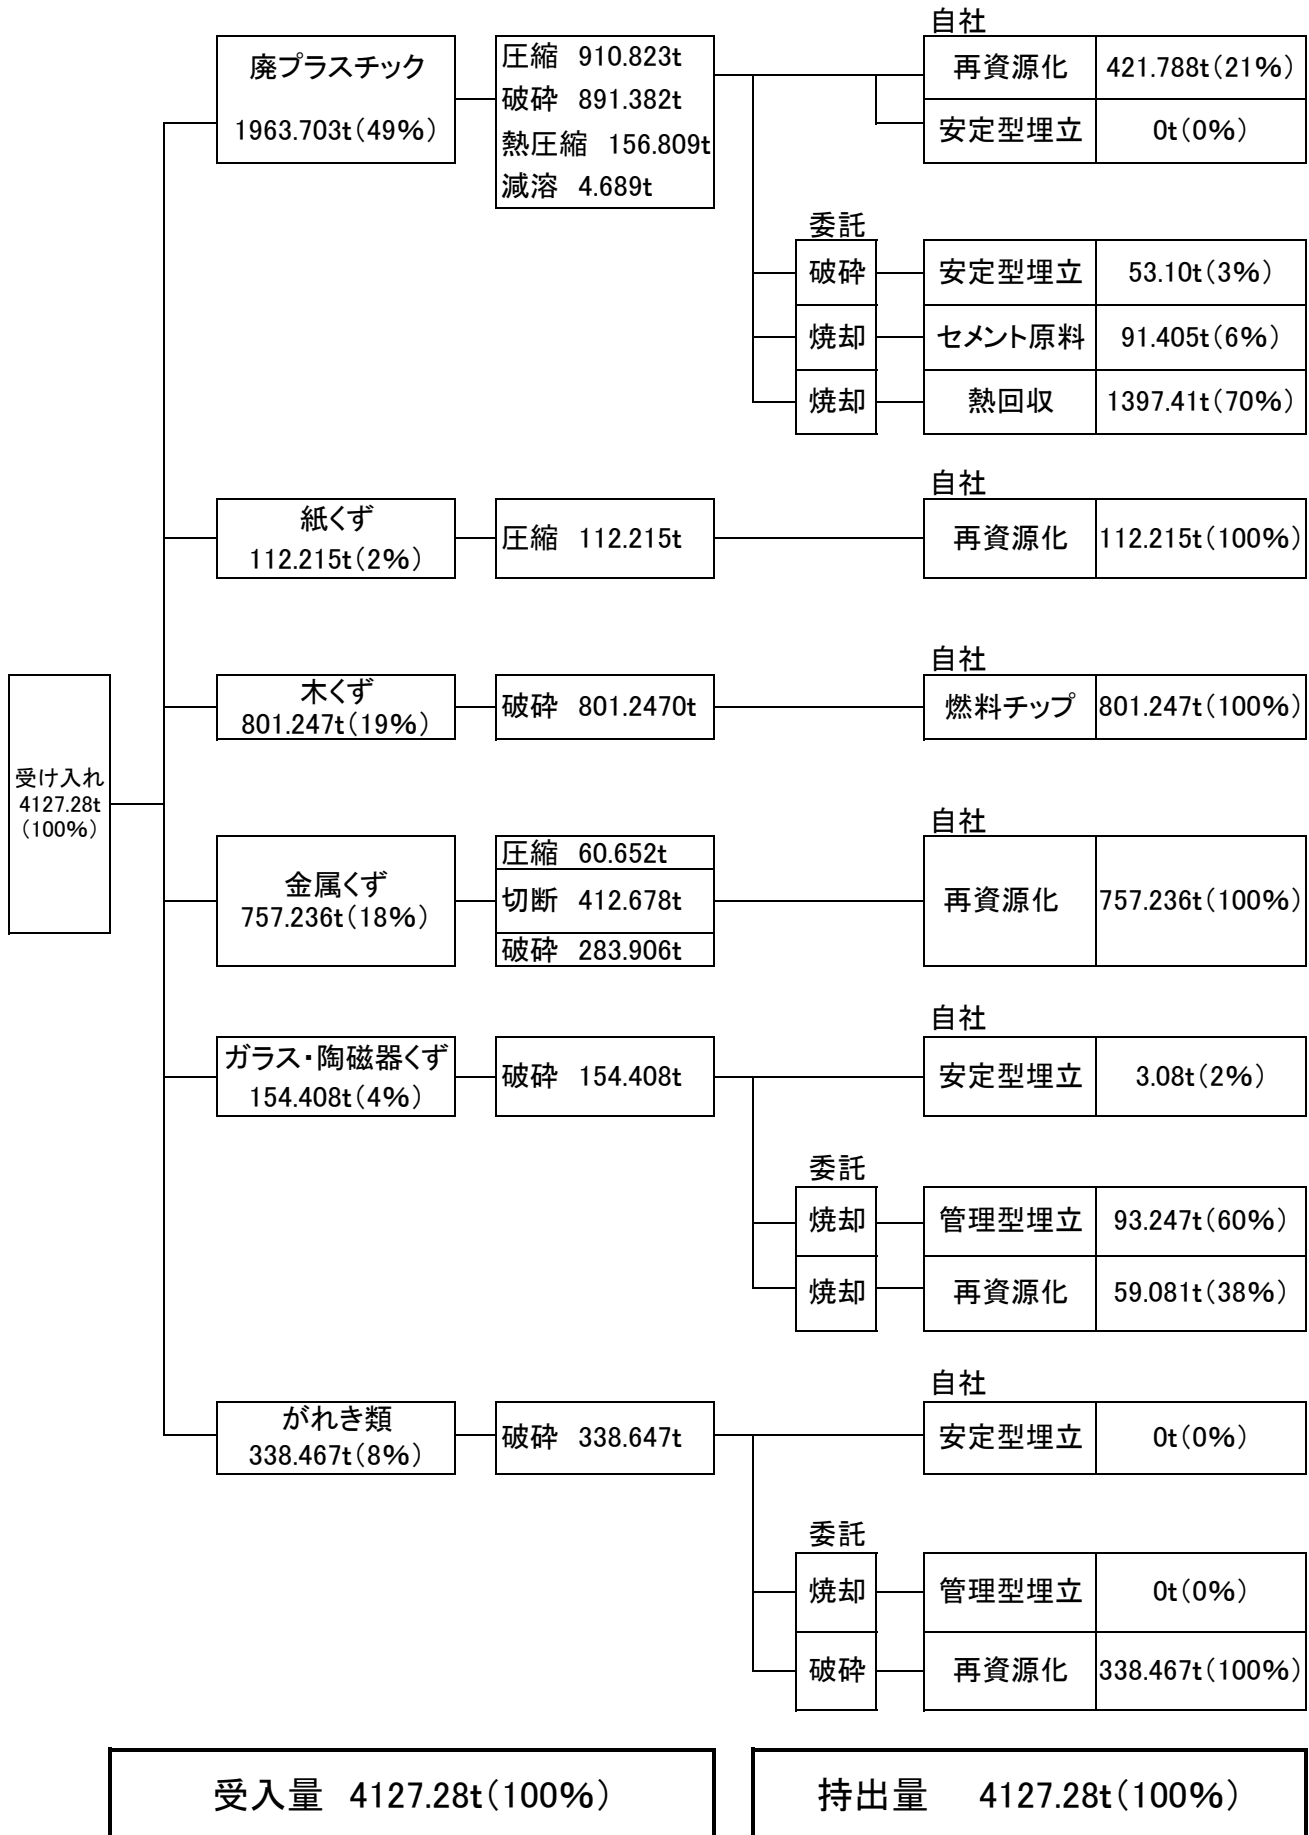 自社
廃プラスチック
1963.703t(49%)
圧縮 910.823t
破砕 891.382t
熱圧縮 156.809t
減溶 4.689t
再資源化 421.788t(21%)
安定型埋立 0t(0%)
委託
破砕 安定型埋立 53.10t(3%)
焼却 セメント原料 91.405t(6%)
焼却 熱回収 1397.41t(70%)
自社
紙くず
112.215t(2%)
圧縮 112.215t
再資源化 112.215t(100%)
自社
木くず
801.247t(19%)
破砕 801.2470t
燃料チップ 801.247t(100%)
受け入れ
4127.28t
(100%)
自社
金属くず
757.236t(18%)
圧縮 60.652t
切断 412.678t
破砕 283.906t
再資源化 757.236t(100%)
自社
ガラス・陶磁器くず
154.408t(4%)
破砕 154.408t
安定型埋立 3.08t(2%)
委託
焼却 管理型埋立 93.247t(60%)
焼却 再資源化 59.081t(38%)
自社
がれき類
338.467t(8%)
破砕 338.647t
安定型埋立 0t(0%)
委託
焼却 管理型埋立 0t(0%)
破砕 再資源化 338.467t(100%)
受入量 4127.28t(100%)
持出量 4127.28t(100%)